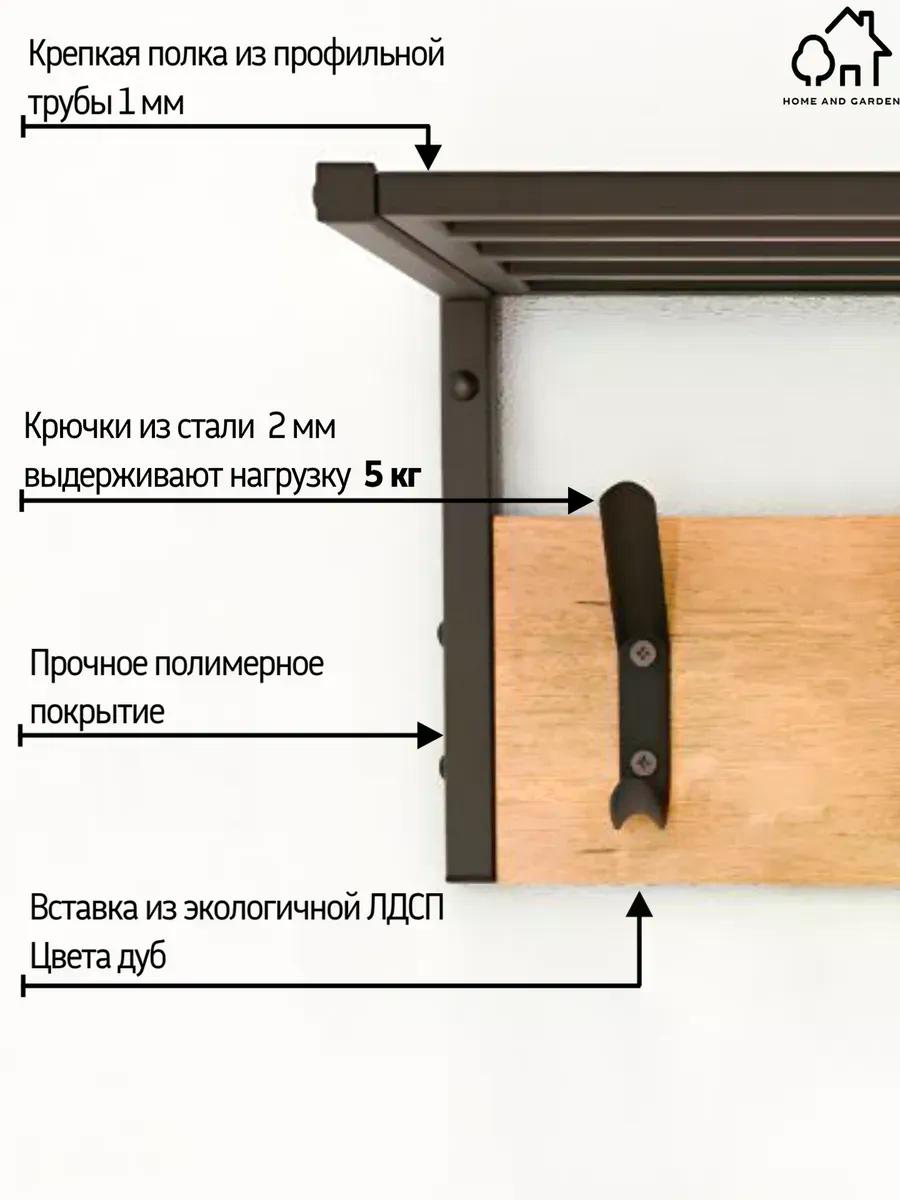 Крепкая полка из профильной
трубы 1 мм
HOME AND GARDEN
Крючки из стали 2 мм
выдерживают нагрузку 5 кг
Прочное полимерное
покрытие
Вставка из экологичной ЛДСП
Цвета дуб